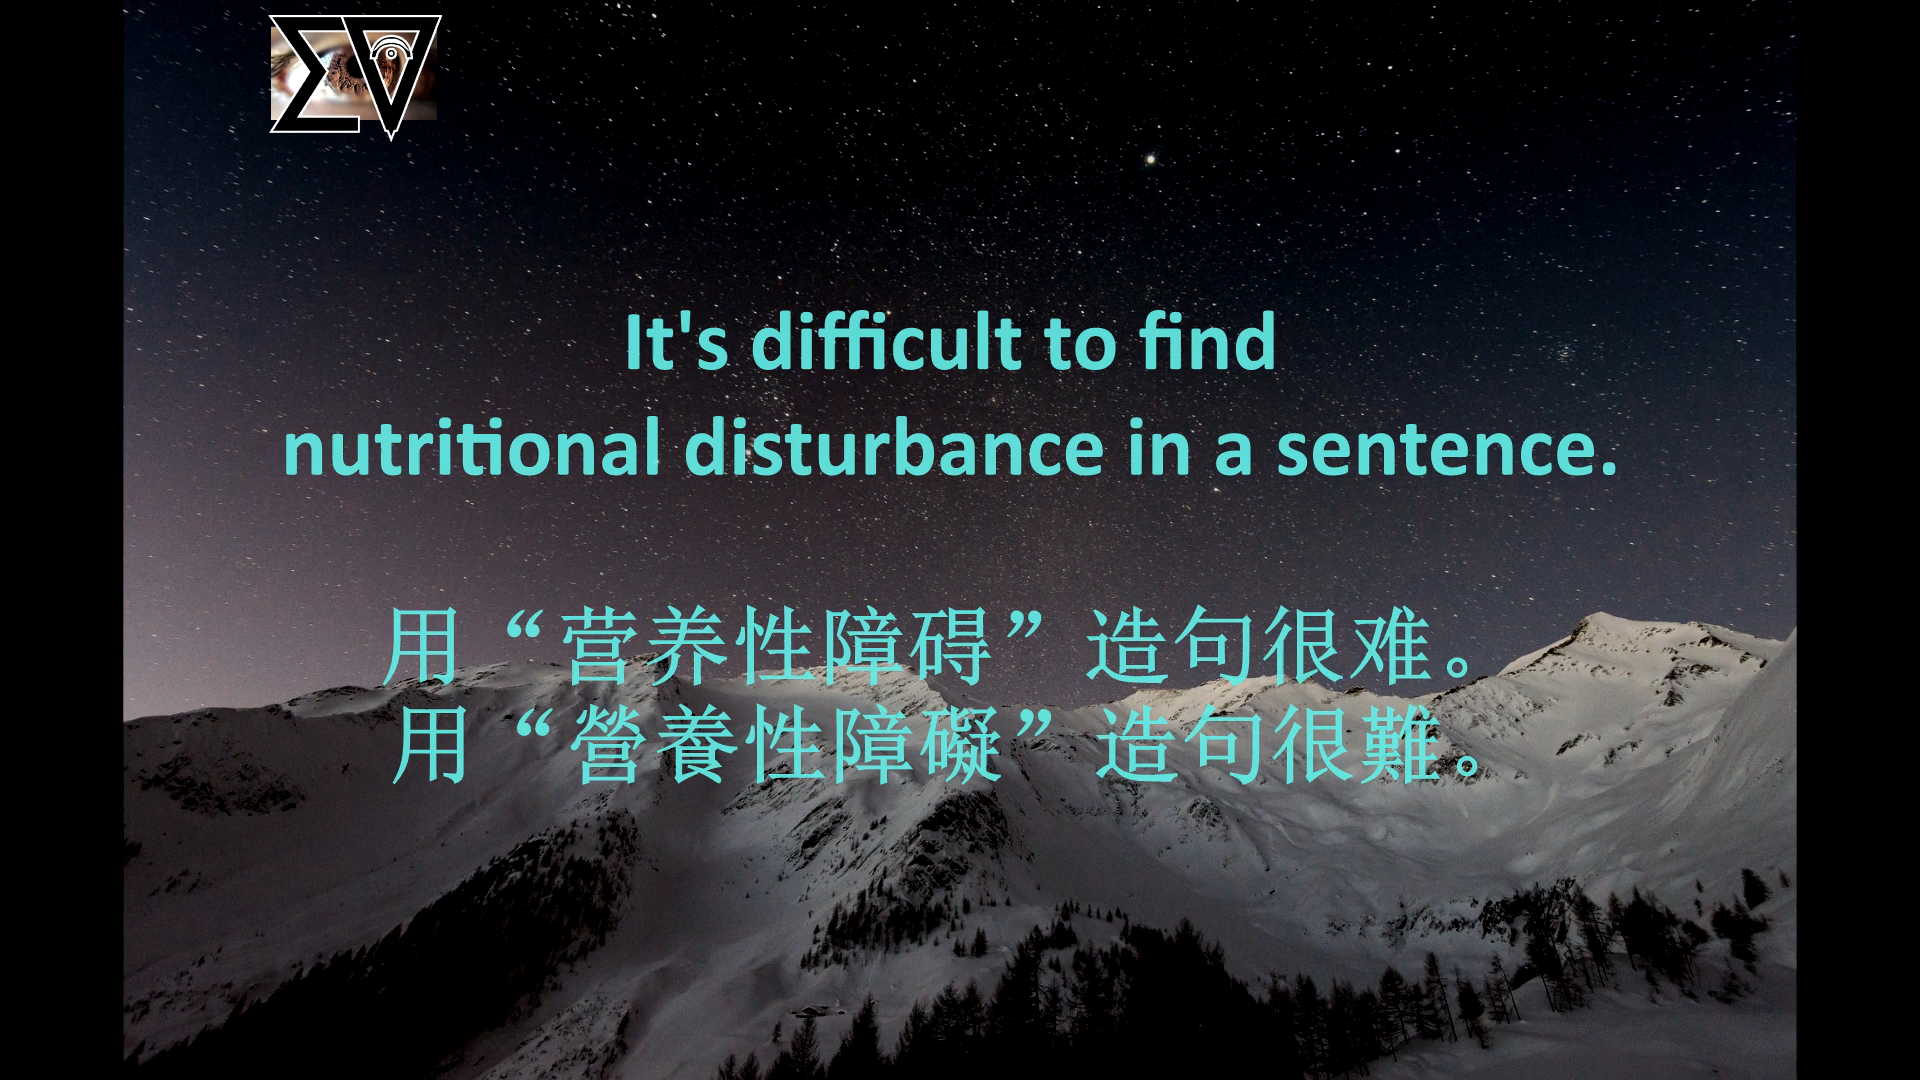 It's difficult to find
nutritional disturbance in a sentence.
用“营养性障碍”造句很难。
用“營養性障礙”造句很難。